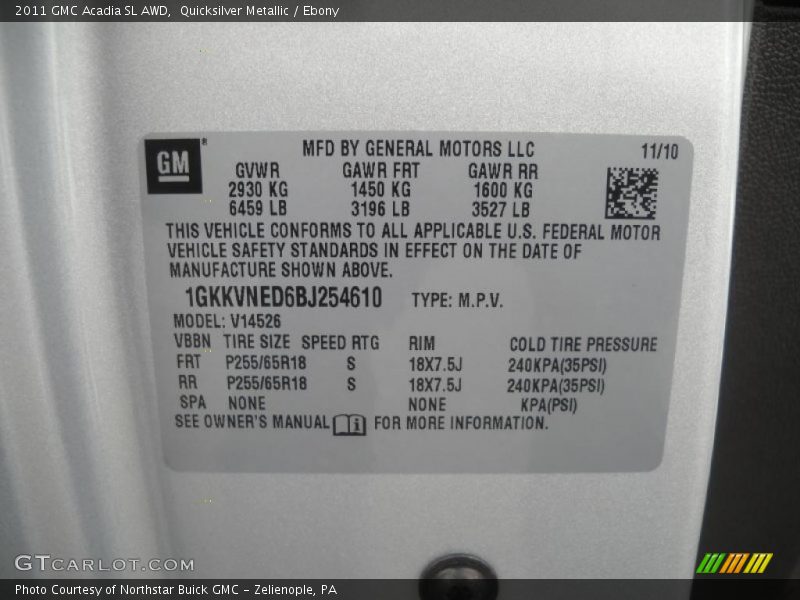 2011 GMC Acadia SL AWD,  Quicksilver Metallic / Ebony
GM ®
MFD BY GENERAL MOTORS LLC 11/10
GVWR GAWR FRT GAWR RR
2930 KG 1450 KG 1600 KG
6459 LB 3196 LB 3527 LB
THIS VEHICLE CONFORMS TO ALL APPLICABLE U.S. FEDERAL MOTOR
VEHICLE SAFETY STANDARDS IN EFFECT ON THE DATE OF
MANUFACTURE SHOWN ABOVE.
1GKKVNED6BJ254610 TYPE: M.P.V.
MODEL: V14526
VBBN TIRE SIZE SPEED RTG RIM COLD TIRE PRESSURE
FRT P255/65R18 S 18X7.5J 240KPA(35PSI)
RR P255/65R18 S 18X7.5J 240KPA(35PSI)
SPA NONE NONE KPA(PSI)
SEE OWNER'S MANUAL i FOR MORE INFORMATION.
GTCARLOT.COM
Photo Courtesy of Northstar Buick GMC - Zelienople, PA